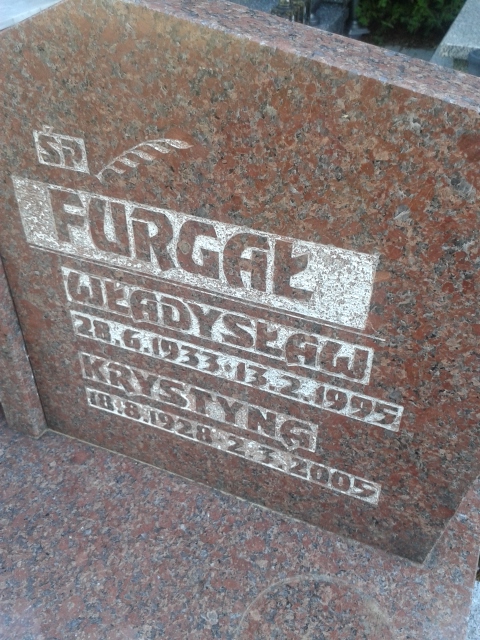 ŚP
FURGAŁ
WŁADYSŁAW
28.6.1933-13.2.1995
KRYSTYNA
18.8.1928-2.3.2005